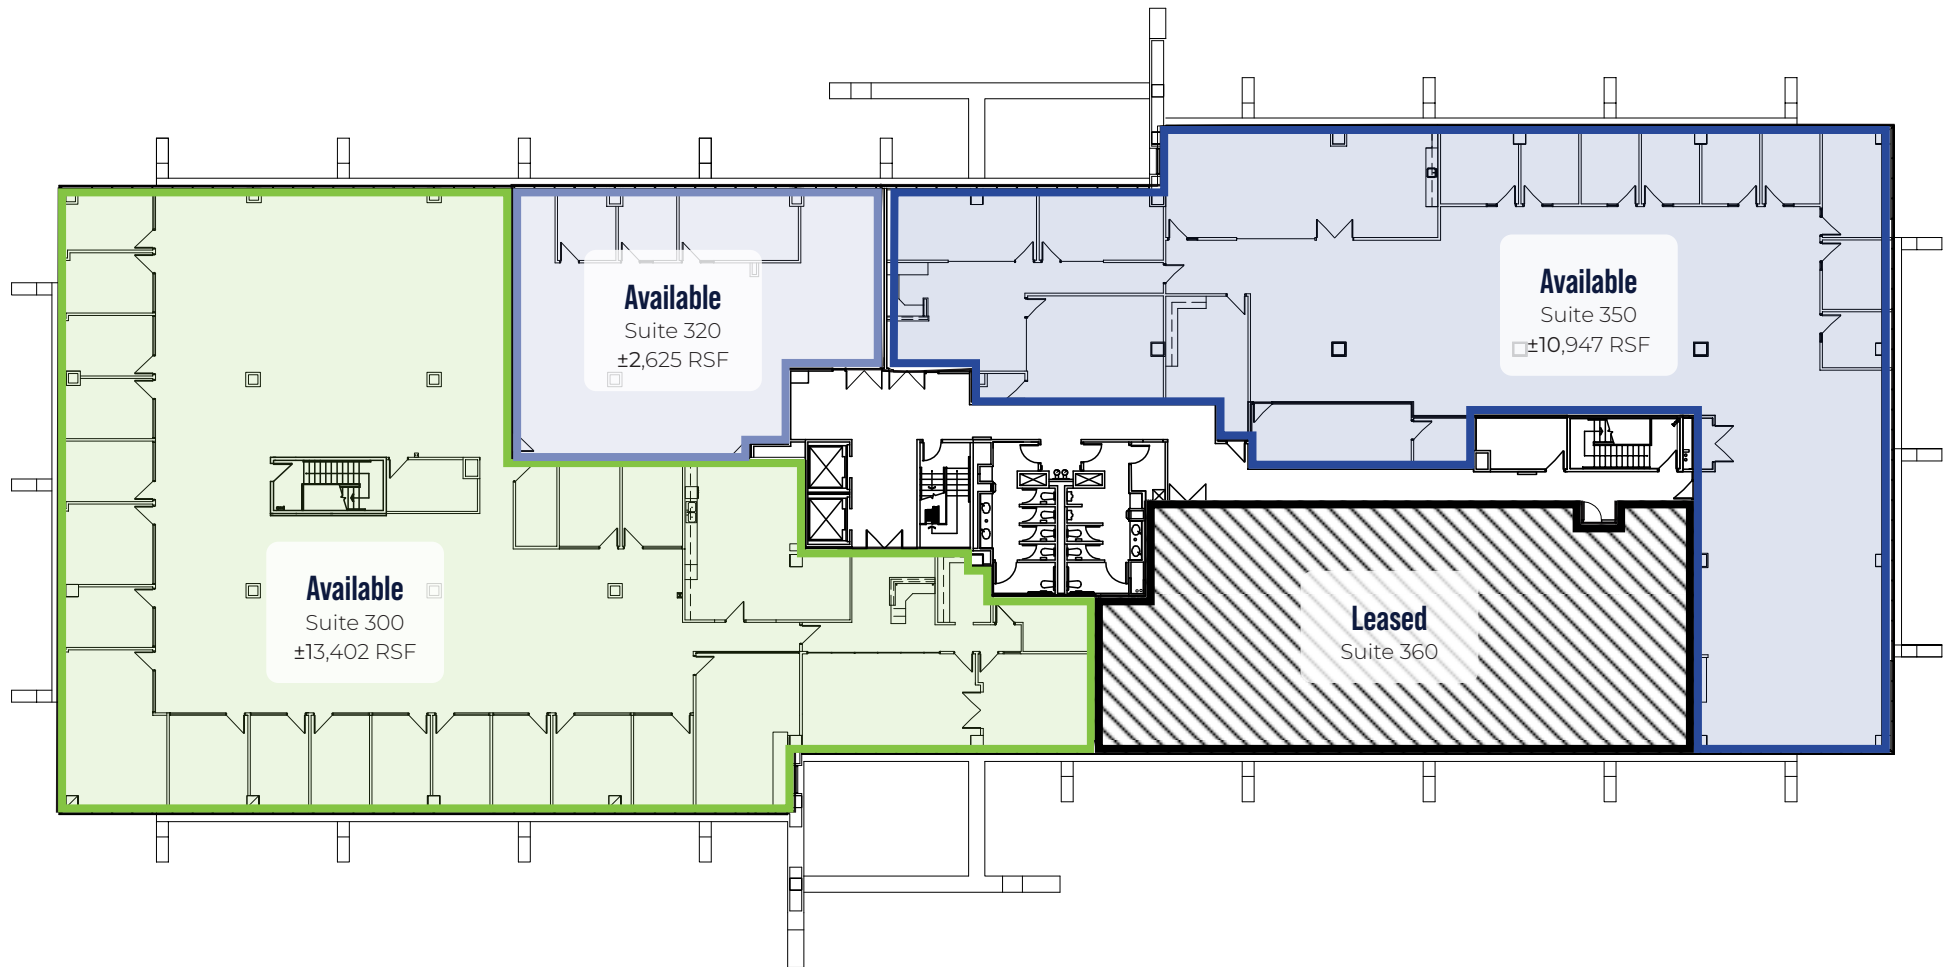 Available
Suite 320
±2,625 RSF
Available
Suite 350
±10,947 RSF
Available
Suite 300
±13,402 RSF
Leased
Suite 360